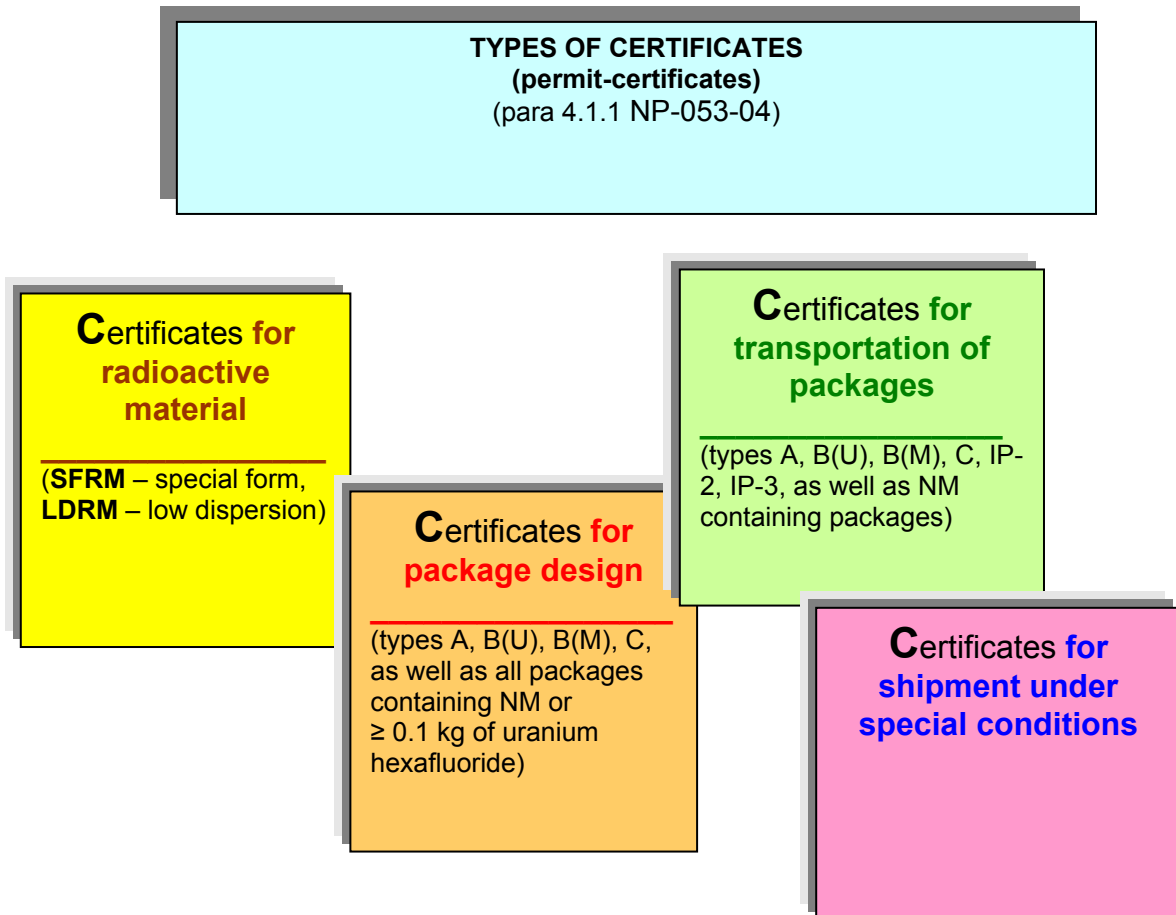 TYPES OF CERTIFICATES
(permit-certificates)
(para 4.1.1 NP-053-04)
Certificates for
radioactive
material
(SFRM – special form,
LDRM – low dispersion)
Certificates for
package design
(types A, B(U), B(M), C,
as well as all packages
containing NM or
≥ 0.1 kg of uranium
hexafluoride)
Certificates for
transportation of
packages
(types A, B(U), B(M), C, IP-
2, IP-3, as well as NM
containing packages)
Certificates for
shipment under
special conditions